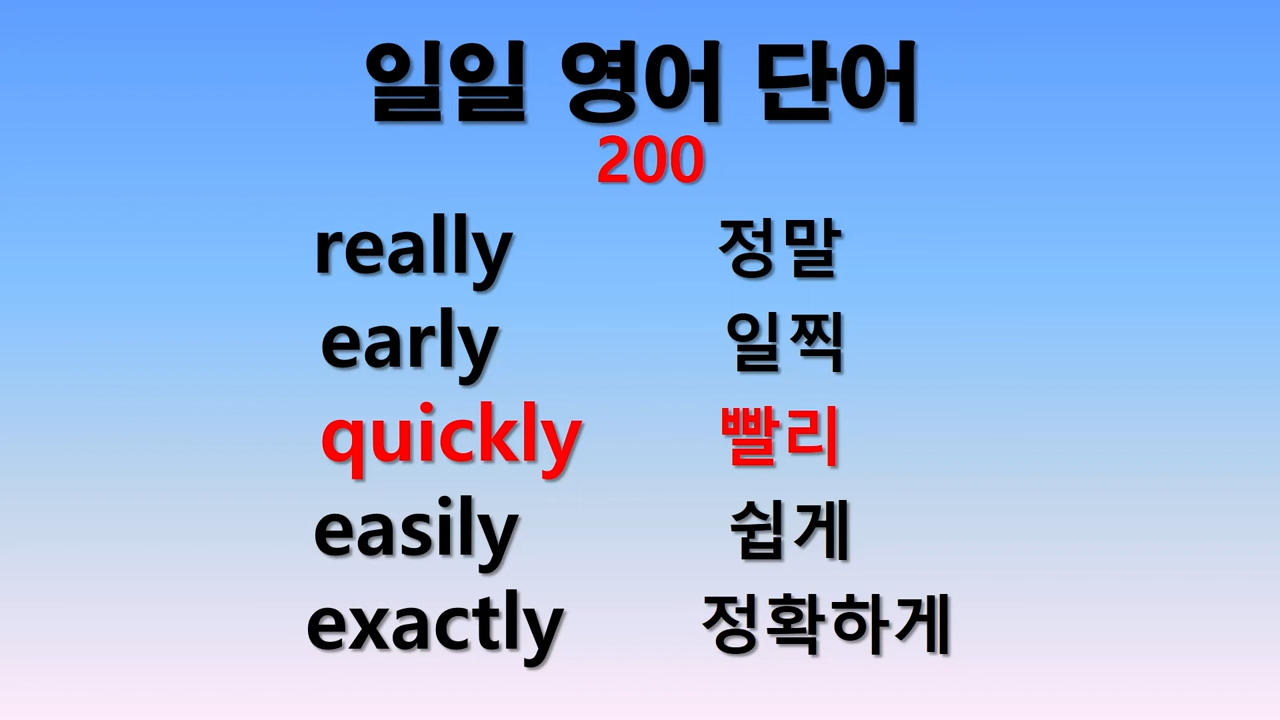 일일 영어 단어
200
really 정말
early 일찍
quickly 빨리
easily 쉽게
exactly 정확하게